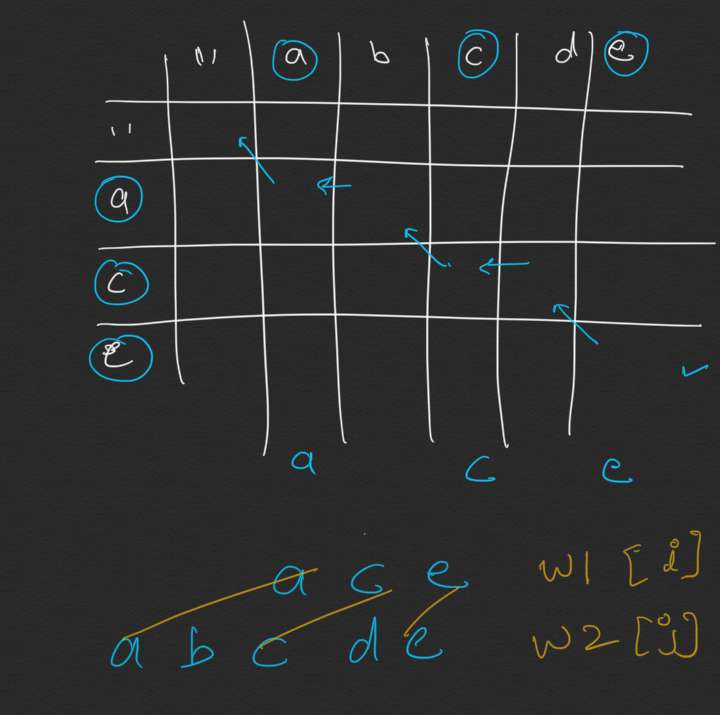 " a b c d e
"
a
c
e
a c e
a c e w1[i]
a b c d e w2[j]